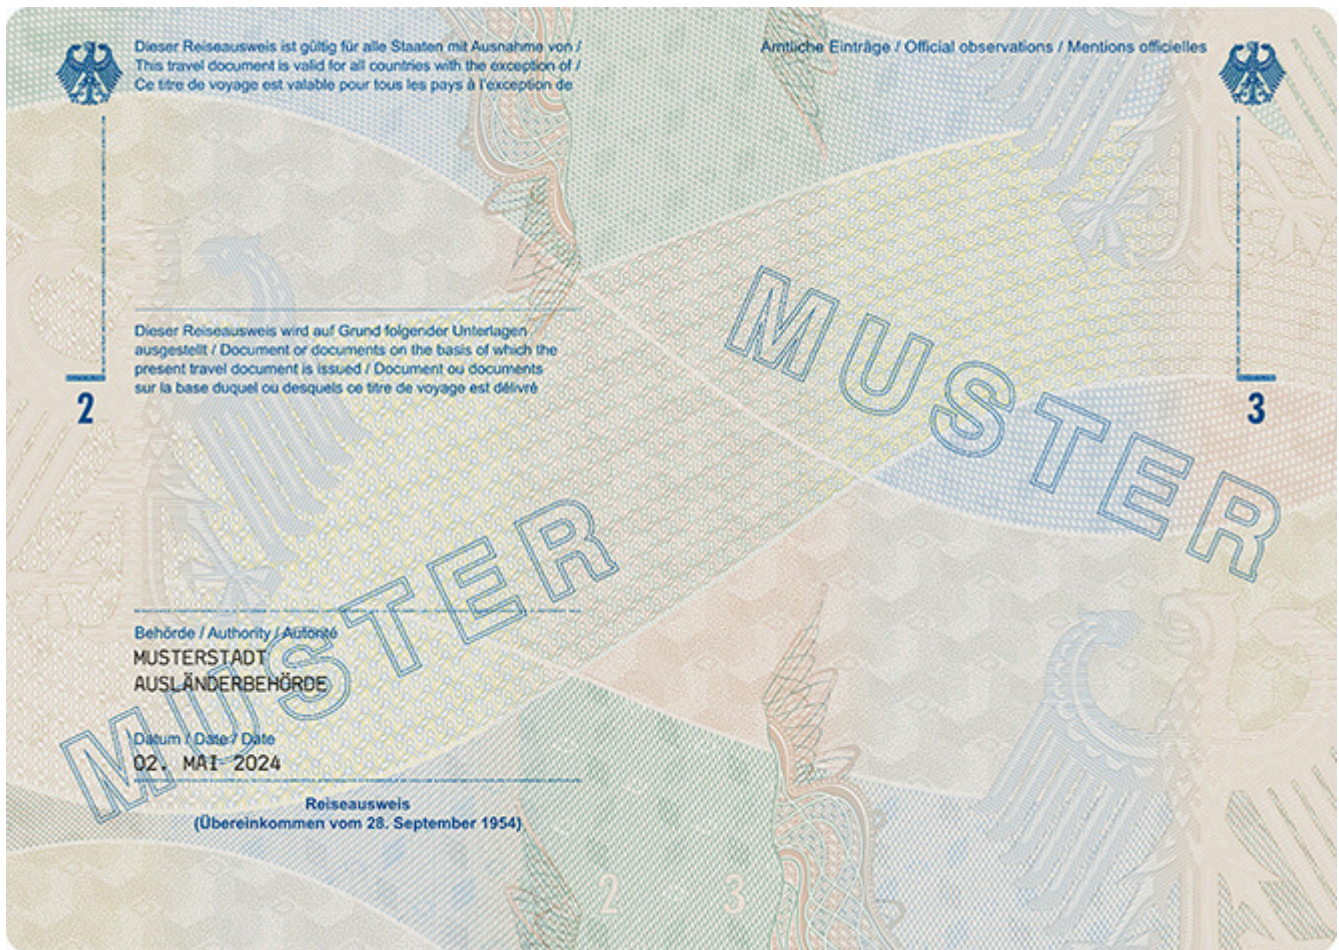 Dieser Reiseausweis ist gültig für alle Staaten mit Ausnahme von /
This travel document is valid for all countries with the exception of /
Ce titre de voyage est valable pour tous les pays à l'exception de
Dieser Reiseausweis wird auf Grund folgender Unterlagen
ausgestellt / Document or documents on the basis of which the
present travel document is issued / Document ou documents
sur la base duquel ou desquels ce titre de voyage est délivré
2
Behörde / Authority / Autorité
MUSTERSTADT
AUSLÄNDERBEHÖRDE
Datum / Date / Date
02. MAI 2024
Reiseausweis
(Übereinkommen vom 28. September 1954)
MUSTER
Amtliche Einträge / Official observations / Mentions officielles
3
MUSTER
2 3